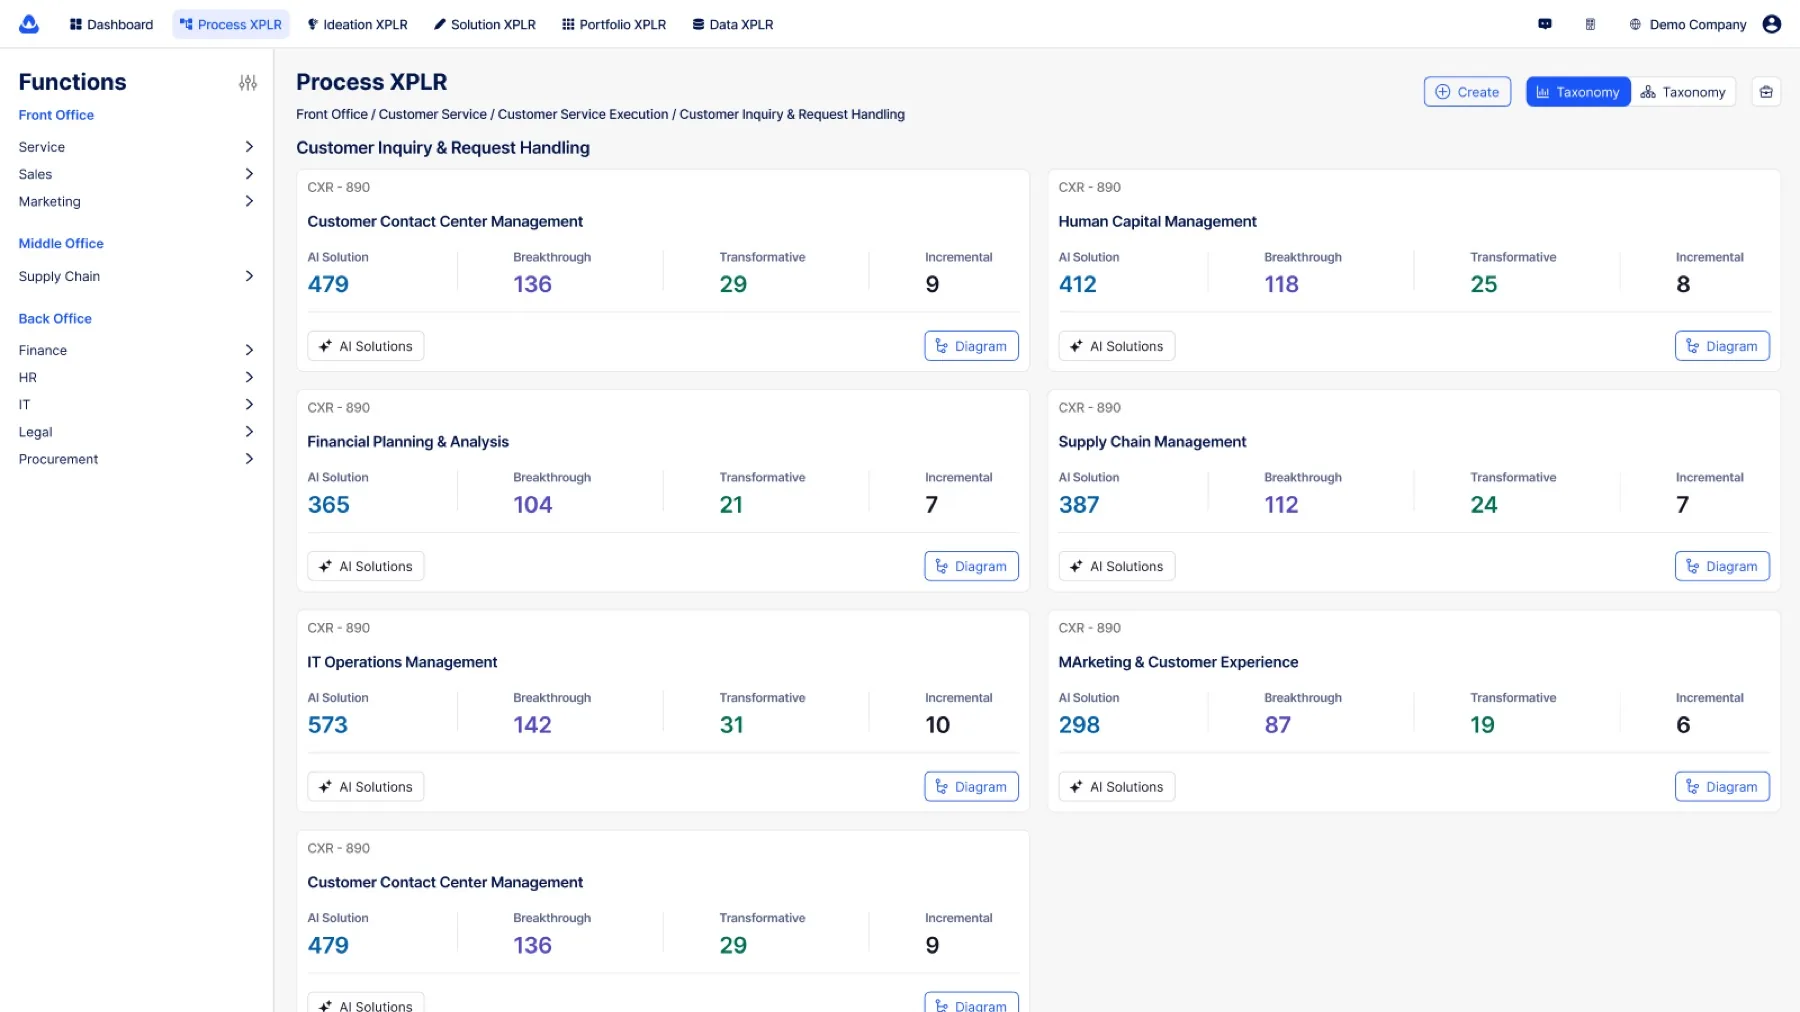 Dashboard
Process XPLR
Ideation XPLR
Solution XPLR
Portfolio XPLR
Data XPLR
Demo Company
Functions
Front Office
Service
Sales
Marketing
Middle Office
Supply Chain
Back Office
Finance
HR
IT
Legal
Procurement
Process XPLR
Front Office / Customer Service / Customer Service Execution / Customer Inquiry & Request Handling
Create
Taxonomy
Taxonomy
Customer Inquiry & Request Handling
CXR - 890
Customer Contact Center Management
AI Solution Breakthrough Transformative Incremental
479 136 29 9
AI Solutions
Diagram
CXR - 890
Human Capital Management
AI Solution Breakthrough Transformative Incremental
412 118 25 8
AI Solutions
Diagram
CXR - 890
Financial Planning & Analysis
AI Solution Breakthrough Transformative Incremental
365 104 21 7
AI Solutions
Diagram
CXR - 890
Supply Chain Management
AI Solution Breakthrough Transformative Incremental
387 112 24 7
AI Solutions
Diagram
CXR - 890
IT Operations Management
AI Solution Breakthrough Transformative Incremental
573 142 31 10
AI Solutions
Diagram
CXR - 890
MArketing & Customer Experience
AI Solution Breakthrough Transformative Incremental
298 87 19 6
AI Solutions
Diagram
CXR - 890
Customer Contact Center Management
AI Solution Breakthrough Transformative Incremental
479 136 29 9
AI Solutions
Diagram